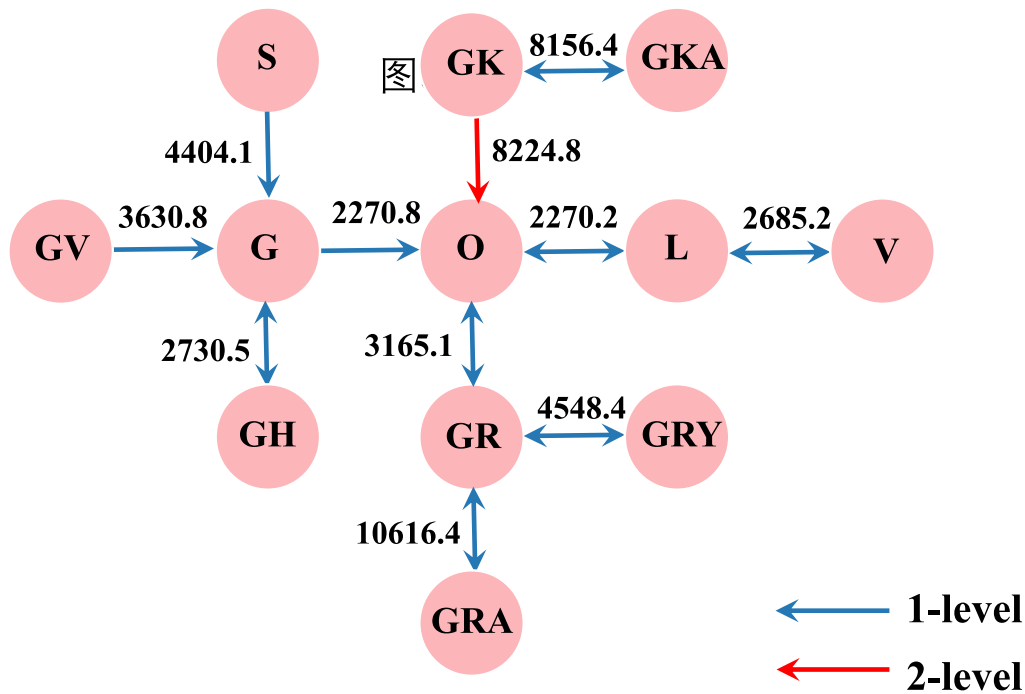 S
图
GK
8156.4
GKA
4404.1
8224.8
GV
3630.8
G
2270.8
O
2270.2
L
2685.2
V
2730.5
3165.1
GH
GR
4548.4
GRY
10616.4
GRA
1-level
2-level